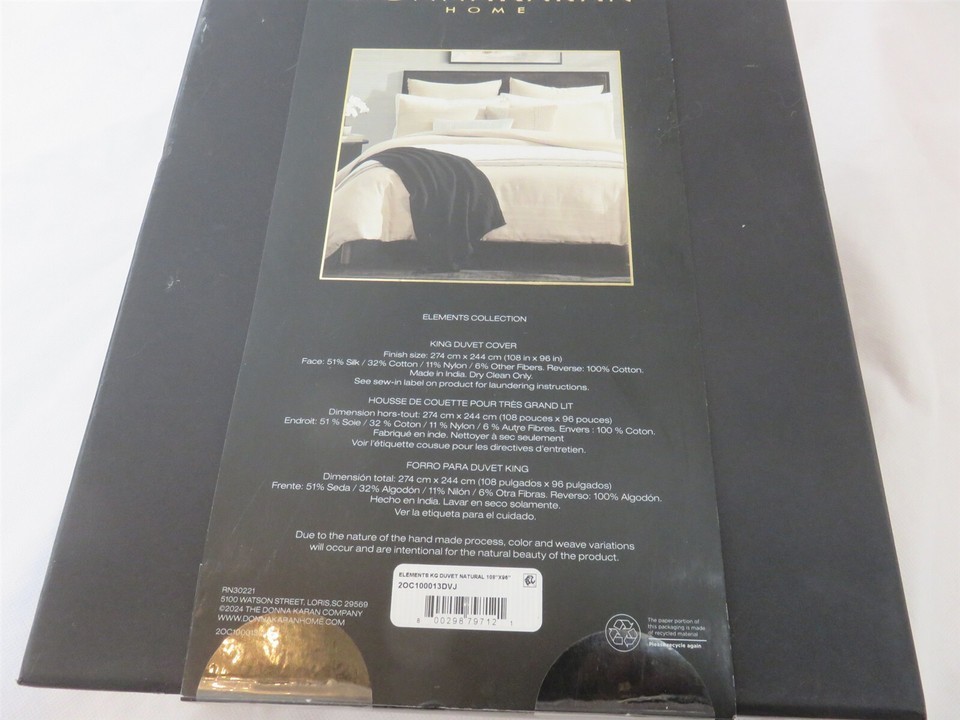 HOME
ELEMENTS COLLECTION
KING DUVET COVER
Finish size: 274 cm x 244 cm (108 in x 96 in)
Face: 51% Silk / 32% Cotton / 11% Nylon / 6% Other Fibers. Reverse: 100% Cotton.
Made in India. Dry Clean Only.
See sew-in label on product for laundering instructions.
HOUSSE DE COUETTE POUR TRÈS GRAND LIT
Dimension hors-tout: 274 cm x 244 cm (108 pouces x 96 pouces)
Endroit: 51 % Soie / 32 % Coton / 11 % Nylon / 6 % Autre Fibres. Envers : 100 % Coton.
Fabriqué en inde. Nettoyer à sec seulement
Voir l'étiquette cousue pour les directives d'entretien.
FORRO PARA DUVET KING
Dimensión total: 274 cm x 244 cm (108 pulgados x 96 pulgados)
Frente: 51% Seda / 32% Algodón / 11% Nilón / 6% Otra Fibras. Reverso: 100% Algodón.
Hecho en India. Lavar en seco solamente.
Ver la etiqueta para el cuidado.
Due to the nature of the hand made process, color and weave variations
will occur and are intentional for the natural beauty of the product.
RN30221
5100 WATSON STREET, LORIS,SC 29569
©2024 THE DONNA KARAN COMPANY
WWW.DONNAKARANHOME.COM
ELEMENTS KG DUVET NATURAL 108"X96"
2OC100013DVJ
8 00298 79712 1
The paper portion of
this packaging is made
of recycled material
Please recycle again